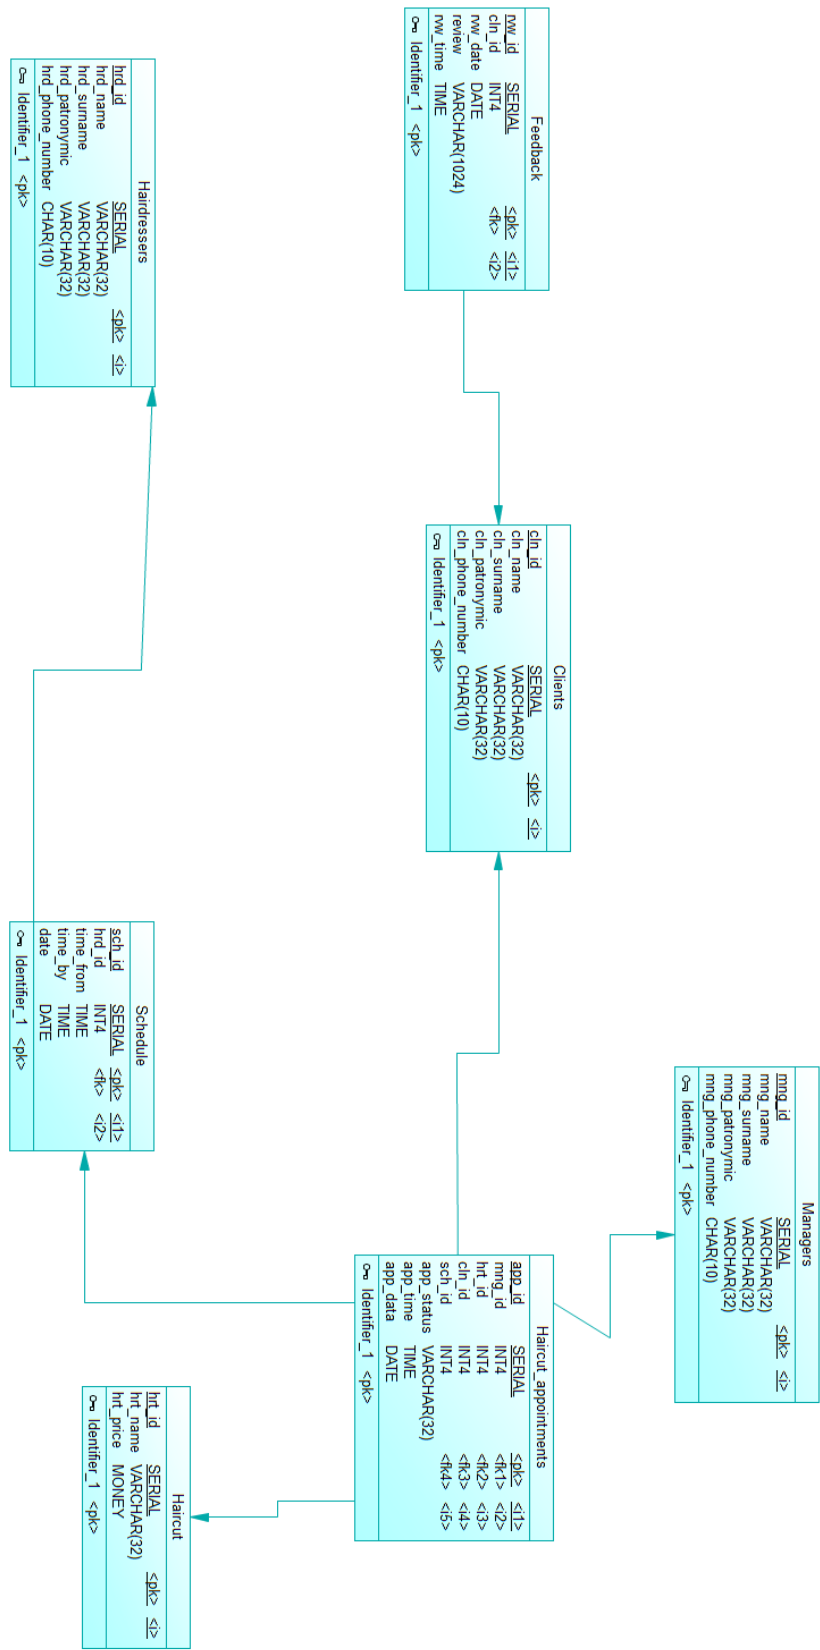 Feedback
rvw_id SERIAL <pk> <i1>
cln_id INT4 <fk> <i2>
rvw_date DATE
review VARCHAR(1024)
rvw_time TIME
Identifier_1 <pk>
Clients
cln_id SERIAL <pk> <i>
cln_name VARCHAR(32)
cln_surname VARCHAR(32)
cln_patronymic VARCHAR(32)
cln_phone_number CHAR(10)
Identifier_1 <pk>
Managers
mng_id SERIAL <pk> <i>
mng_name VARCHAR(32)
mng_surname VARCHAR(32)
mng_patronymic VARCHAR(32)
mng_phone_number CHAR(10)
Identifier_1 <pk>
Haircut_appointments
app_id SERIAL <pk> <i1>
mng_id INT4 <fk1> <i2>
hrt_id INT4 <fk2> <i3>
cln_id INT4 <fk3> <i4>
sch_id INT4 <fk4> <i5>
app_status VARCHAR(32)
app_time TIME
app_data DATE
Identifier_1 <pk>
Hairdressers
hrd_id SERIAL <pk> <i>
hrd_name VARCHAR(32)
hrd_surname VARCHAR(32)
hrd_patronymic VARCHAR(32)
hrd_phone_number CHAR(10)
Identifier_1 <pk>
Schedule
sch_id SERIAL <pk> <i1>
hrd_id INT4 <fk> <i2>
time_from TIME
time_by TIME
date DATE
Identifier_1 <pk>
Haircut
hrt_id SERIAL <pk> <i>
hrt_name VARCHAR(32)
hrt_price MONEY
Identifier_1 <pk>